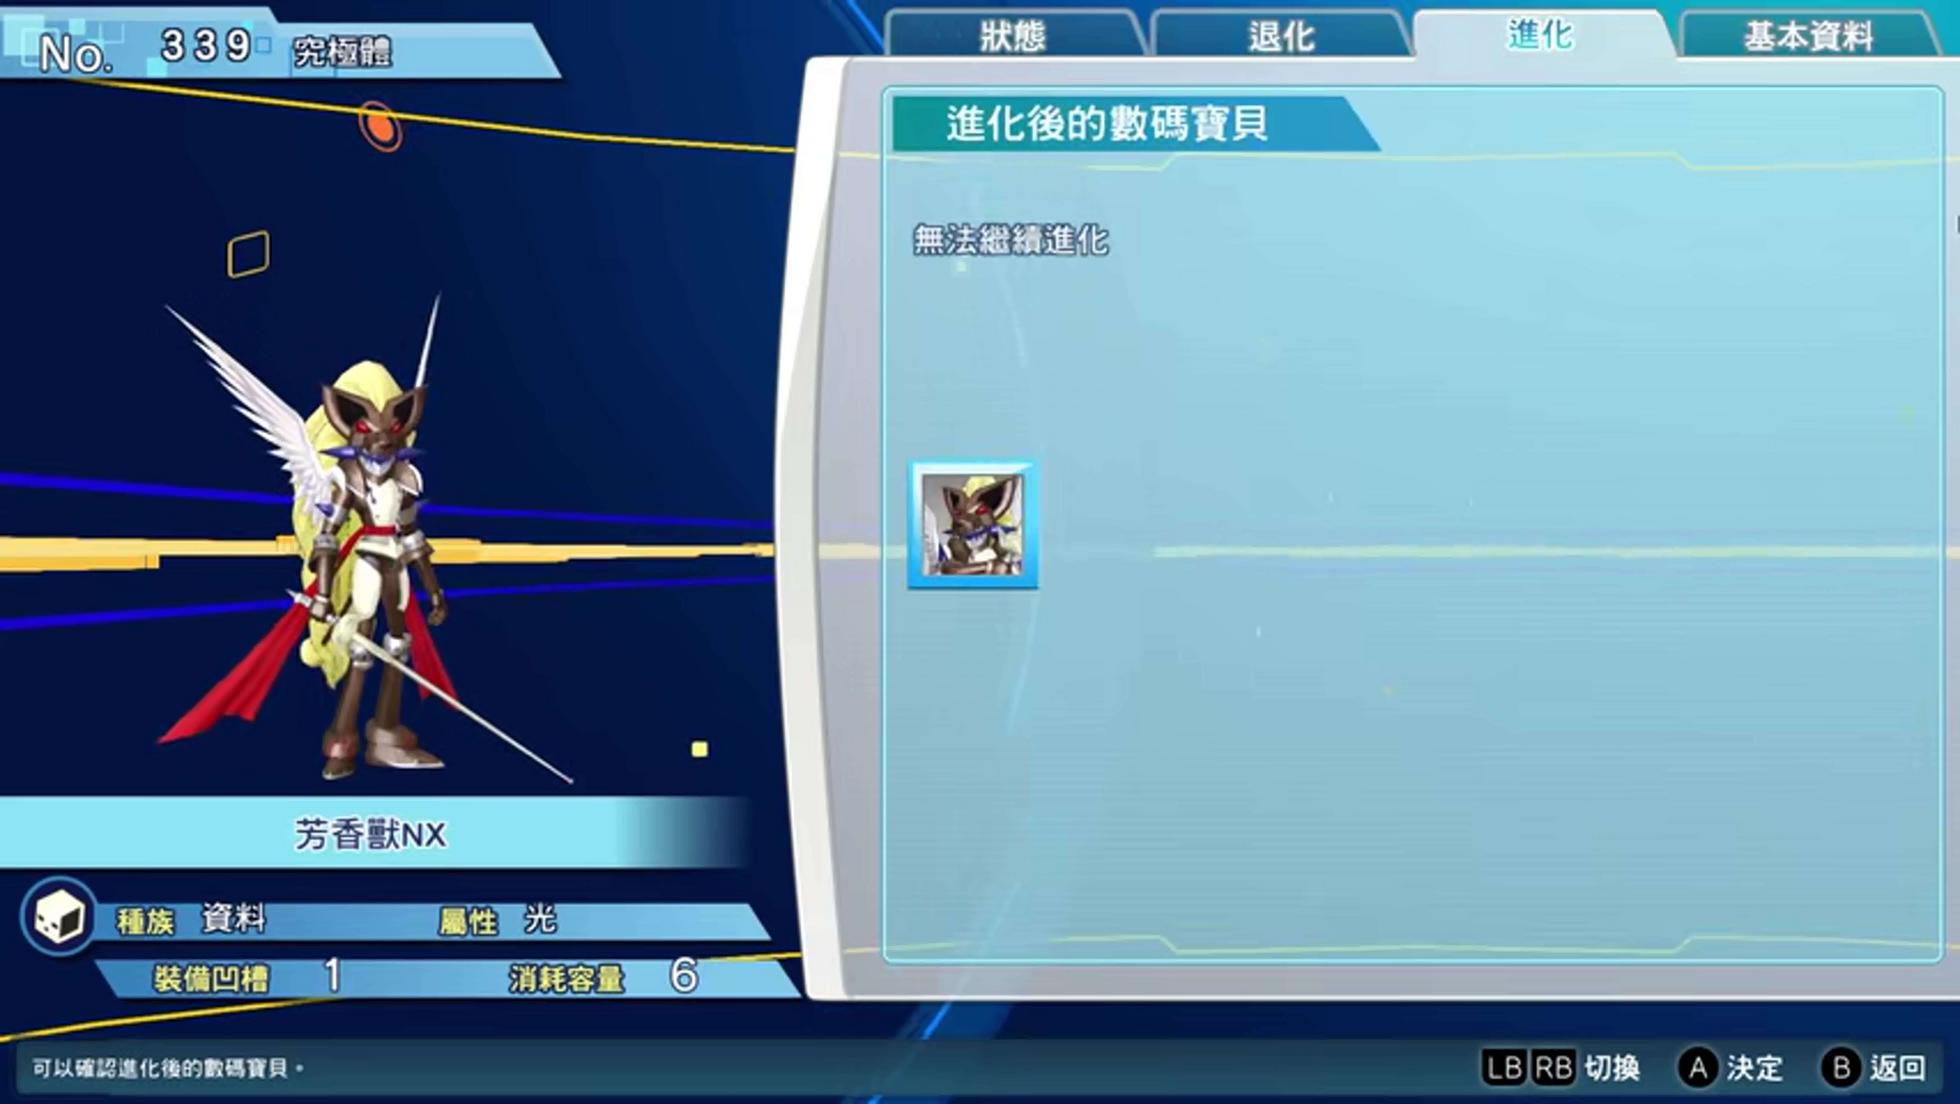 No. 339 究極體
狀態 退化 進化 基本資料
進化後的數碼寶貝
無法繼續進化
芳香獸NX
種族 資料 屬性 光
裝備凹槽 1 消耗容量 6
可以確認進化後的數碼寶貝。
LB RB 切換 A 決定 B 返回